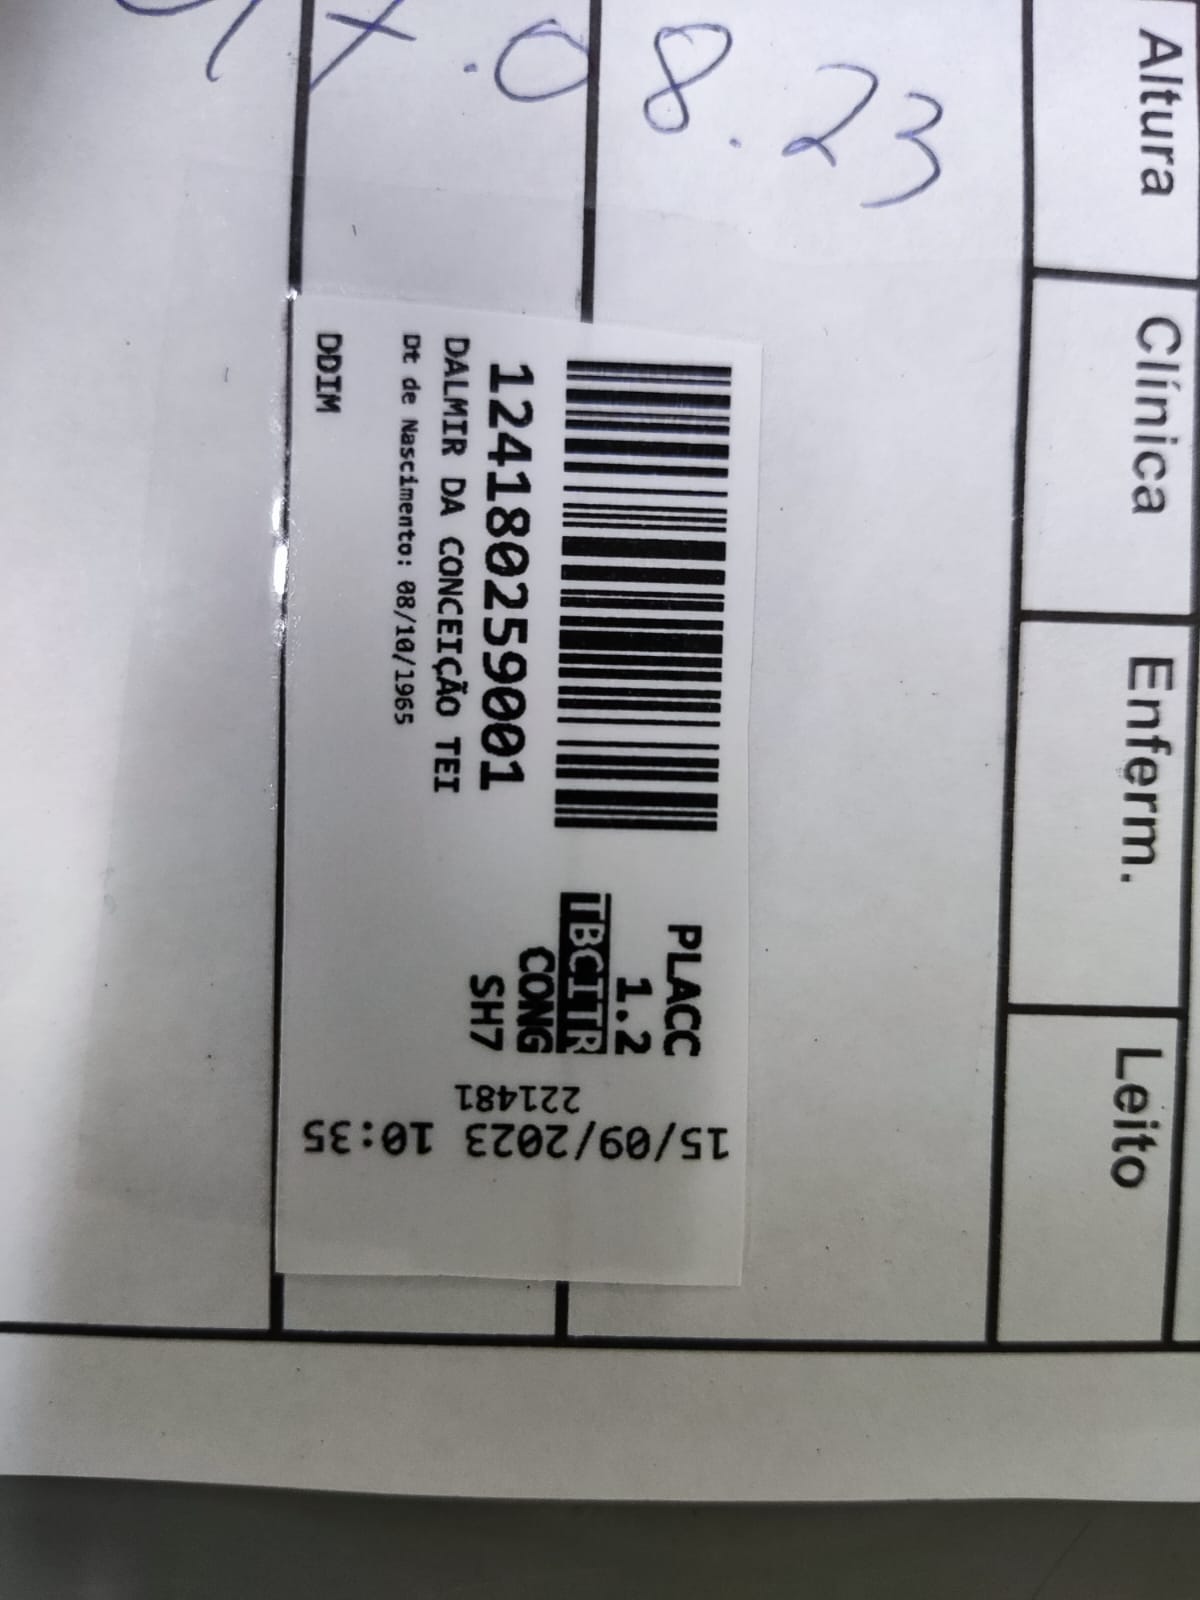 Altura
Clínica
Enferm.
Leito
.08.23
124180259001
DALMIR DA CONCEIÇÃO TEI
Dt de Nascimento: 08/10/1965
DDIM
PLACC
1.2
TBCITR
CONG
SH7
221481
15/09/2023 10:35